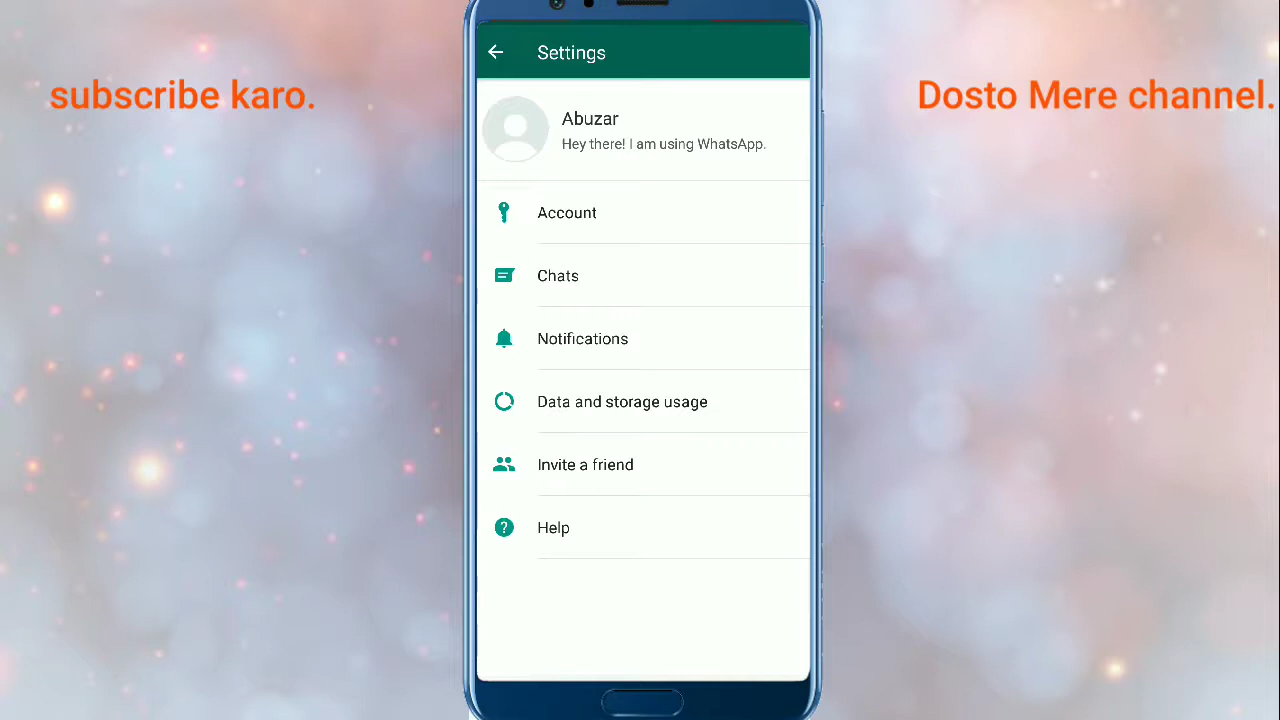 Settings
subscribe karo.
Dosto Mere channel.
Abuzar
Hey there! I am using WhatsApp.
Account
Chats
Notifications
Data and storage usage
Invite a friend
Help